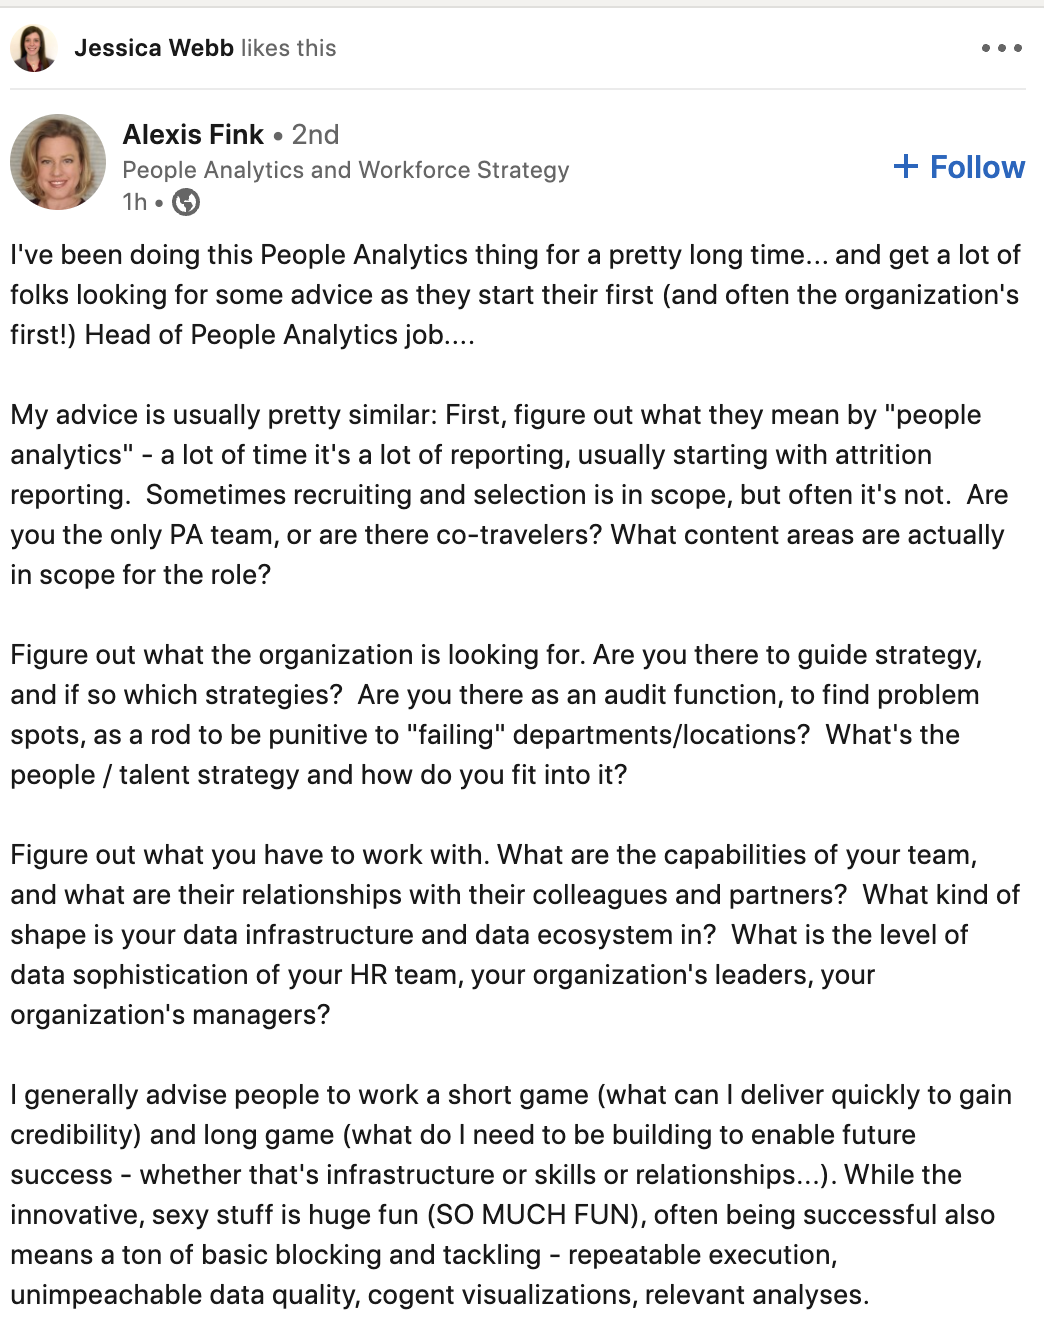 Jessica Webb likes this
Alexis Fink • 2nd
People Analytics and Workforce Strategy
1h •
+ Follow
I've been doing this People Analytics thing for a pretty long time... and get a lot of
folks looking for some advice as they start their first (and often the organization's
first!) Head of People Analytics job....
My advice is usually pretty similar: First, figure out what they mean by "people
analytics" - a lot of time it's a lot of reporting, usually starting with attrition
reporting.  Sometimes recruiting and selection is in scope, but often it's not.  Are
you the only PA team, or are there co-travelers? What content areas are actually
in scope for the role?
Figure out what the organization is looking for. Are you there to guide strategy,
and if so which strategies?  Are you there as an audit function, to find problem
spots, as a rod to be punitive to "failing" departments/locations?  What's the
people / talent strategy and how do you fit into it?
Figure out what you have to work with. What are the capabilities of your team,
and what are their relationships with their colleagues and partners?  What kind of
shape is your data infrastructure and data ecosystem in?  What is the level of
data sophistication of your HR team, your organization's leaders, your
organization's managers?
I generally advise people to work a short game (what can I deliver quickly to gain
credibility) and long game (what do I need to be building to enable future
success - whether that's infrastructure or skills or relationships...). While the
innovative, sexy stuff is huge fun (SO MUCH FUN), often being successful also
means a ton of basic blocking and tackling - repeatable execution,
unimpeachable data quality, cogent visualizations, relevant analyses.